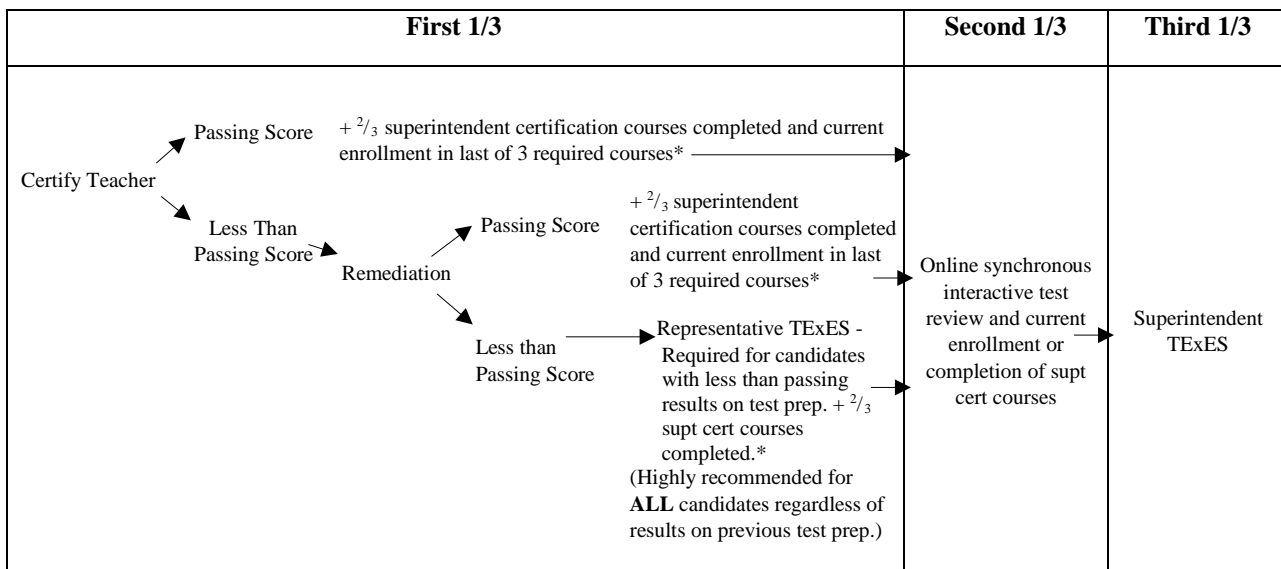 First 1/3
Second 1/3
Third 1/3
Certify Teacher
Passing Score
+ 2/3 superintendent certification courses completed and current
enrollment in last of 3 required courses*
Less Than
Passing Score
Remediation
Passing Score
+ 2/3 superintendent
certification courses completed
and current enrollment in last
of 3 required courses*
Less than
Passing Score
Representative TExES -
Required for candidates
with less than passing
results on test prep. + 2/3
supt cert courses
completed.*
(Highly recommended for
ALL candidates regardless of
results on previous test prep.)
Online synchronous
interactive test
review and current
enrollment or
completion of supt
cert courses
Superintendent
TExES